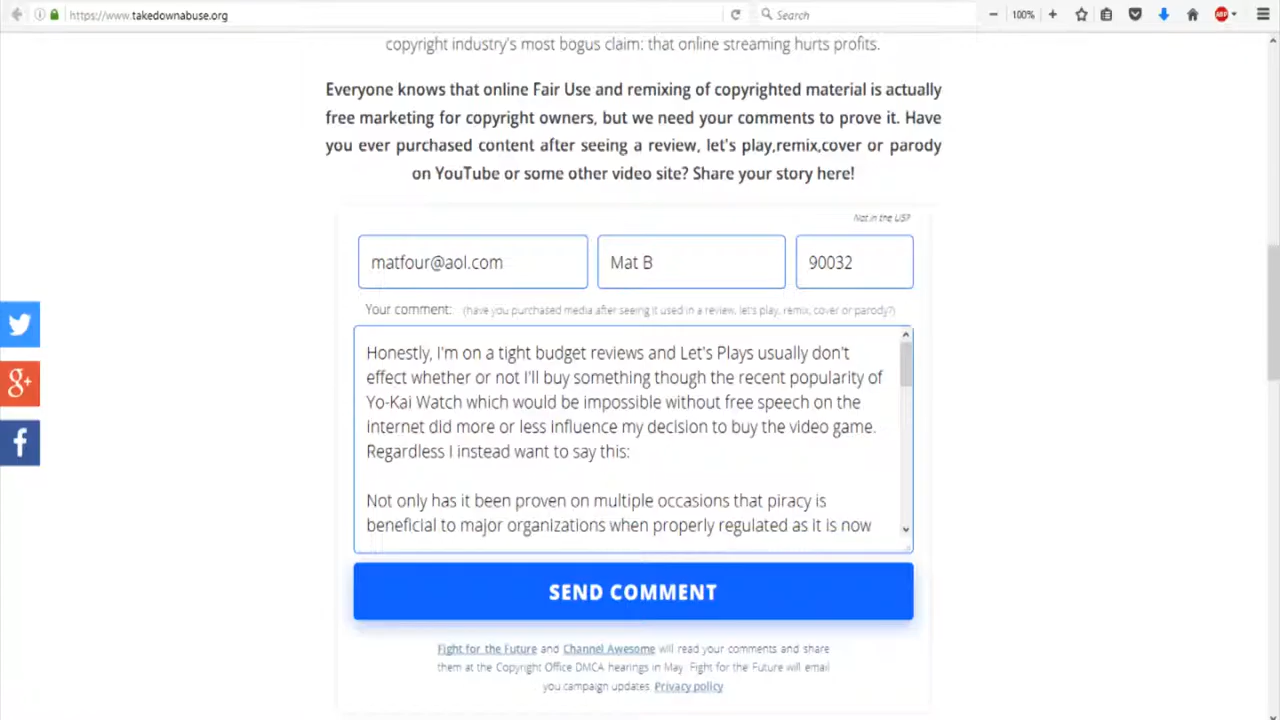 https://www.takedownabuse.org
Search
100%
ABP
copyright industry's most bogus claim: that online streaming hurts profits.
Everyone knows that online Fair Use and remixing of copyrighted material is actually
free marketing for copyright owners, but we need your comments to prove it. Have
you ever purchased content after seeing a review, let's play,remix,cover or parody
on YouTube or some other video site? Share your story here!
Not in the US?
matfour@aol.com
Mat B
90032
Your comment: (have you purchased media after seeing it used in a review, let's play, remix, cover or parody?)
Honestly, I'm on a tight budget reviews and Let's Plays usually don't
effect whether or not I'll buy something though the recent popularity of
Yo-Kai Watch which would be impossible without free speech on the
internet did more or less influence my decision to buy the video game.
Regardless I instead want to say this:
Not only has it been proven on multiple occasions that piracy is
beneficial to major organizations when properly regulated as it is now
SEND COMMENT
Fight for the Future and Channel Awesome will read your comments and share
them at the Copyright Office DMCA hearings in May. Fight for the Future will email
you campaign updates. Privacy policy